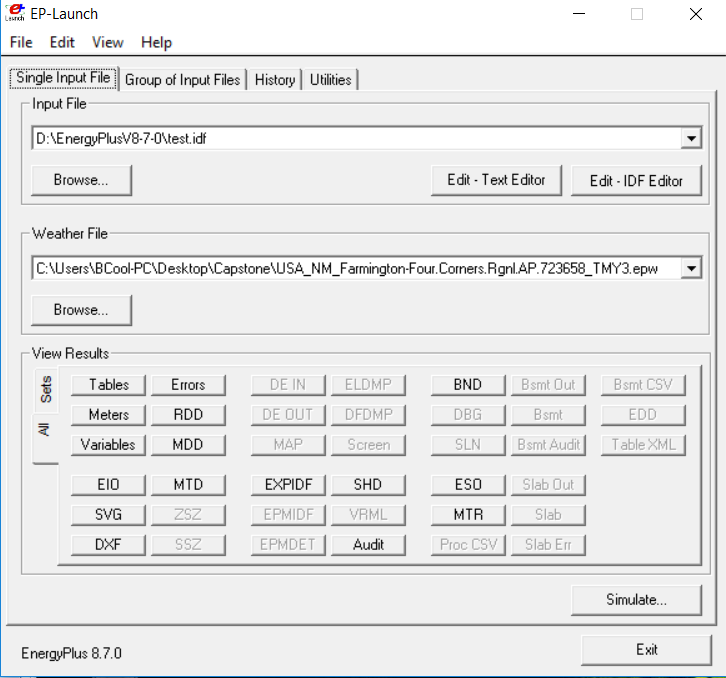 EP-Launch
File Edit View Help
Single Input File Group of Input Files History Utilities
Input File
D:\EnergyPlusV8-7-0\test.idf
Browse... Edit - Text Editor Edit - IDF Editor
Weather File
C:\Users\BCool-PC\Desktop\Capstone\USA_NM_Farmington-Four.Corners.Rgnl.AP.723658_TMY3.epw
Browse...
View Results
Sets
All
Tables Errors DE IN ELDMP BND Bsmt Out Bsmt CSV
Meters RDD DE OUT DFDMP DBG Bsmt EDD
Variables MDD MAP Screen SLN Bsmt Audit Table XML
EIO MTD EXPIDF SHD ESO Slab Out
SVG ZSZ EPMIDF VRML MTR Slab
DXF SSZ EPMDET Audit Proc CSV Slab Err
Simulate...
EnergyPlus 8.7.0 Exit